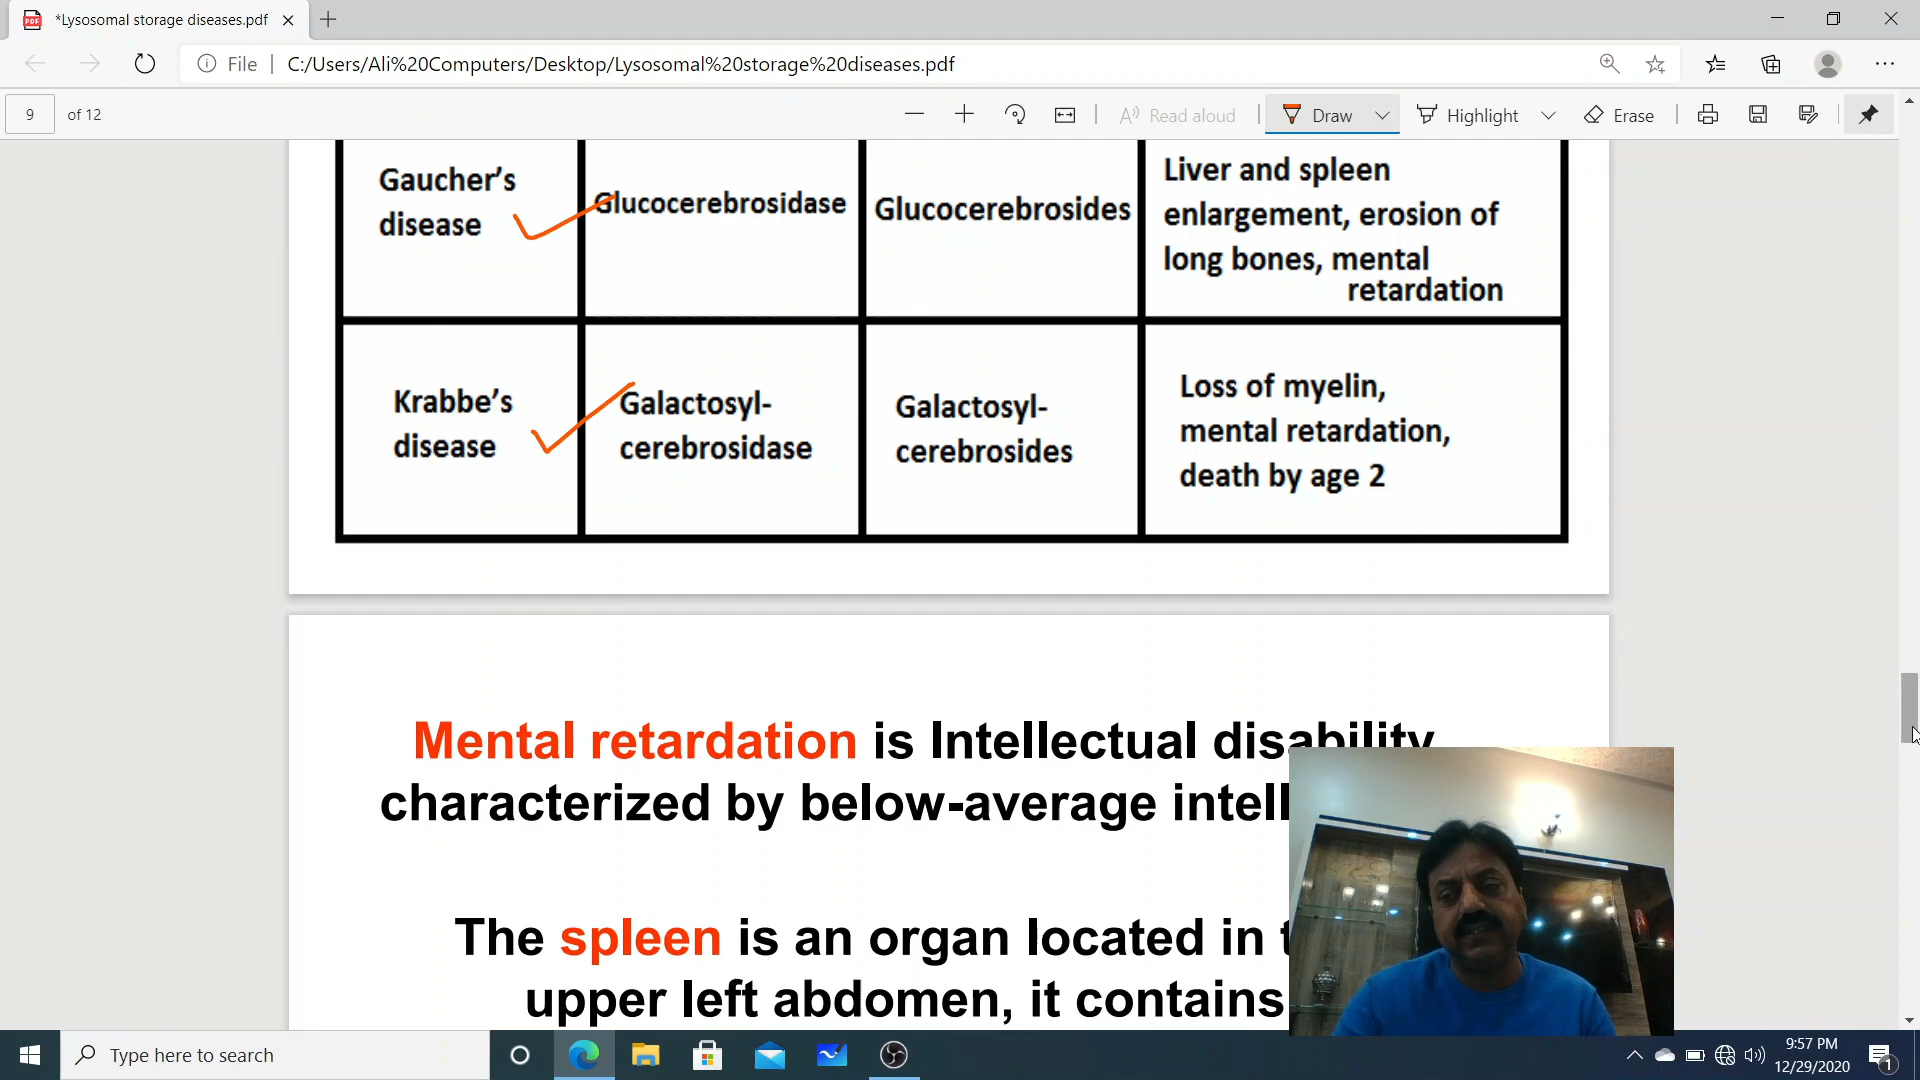 *Lysosomal storage diseases.pdf
File
C:/Users/Ali%20Computers/Desktop/Lysosomal%20storage%20diseases.pdf
9 of 12
Read aloud
Draw
Highlight
Erase
Gaucher's
disease
Glucocerebrosidase
Glucocerebrosides
Liver and spleen
enlargement, erosion of
long bones, mental
retardation
Krabbe's
disease
Galactosyl-
cerebrosidase
Galactosyl-
cerebrosides
Loss of myelin,
mental retardation,
death by age 2
Mental retardation is Intellectual disability
characterized by below-average intell
The spleen is an organ located in t
upper left abdomen, it contains
Type here to search
9:57 PM
12/29/2020
1